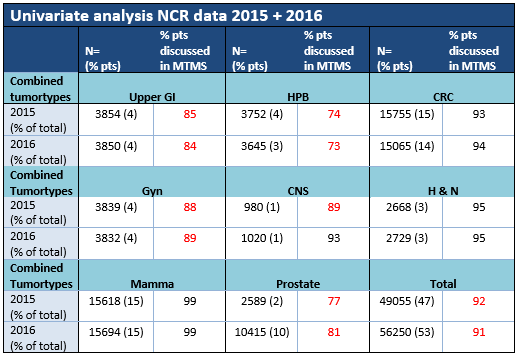 Univariate analysis NCR data 2015 + 2016
N= (% pts) % pts discussed in MTMS N= (% pts) % pts discussed in MTMS N= (% pts) % pts discussed in MTMS
Combined tumortypes Upper GI HPB CRC
2015 (% of total) 3854 (4) 85 3752 (4) 74 15755 (15) 93
2016 (% of total) 3850 (4) 84 3645 (3) 73 15065 (14) 94
Combined Tumortypes Gyn CNS H & N
2015 (% of total) 3839 (4) 88 980 (1) 89 2668 (3) 95
2016 (% of total) 3832 (4) 89 1020 (1) 93 2729 (3) 95
Combined Tumortypes Mamma Prostate Total
2015 (% of total) 15618 (15) 99 2589 (2) 77 49055 (47) 92
2016 (% of total) 15694 (15) 99 10415 (10) 81 56250 (53) 91